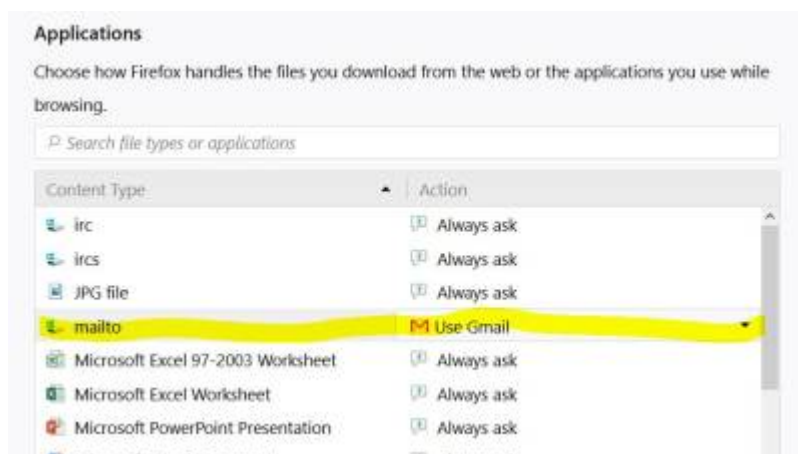 Applications
Choose how Firefox handles the files you download from the web or the applications you use while
browsing.
Search file types or applications
Content Type Action
irc Always ask
ircs Always ask
JPG file Always ask
mailto Use Gmail
Microsoft Excel 97-2003 Worksheet Always ask
Microsoft Excel Worksheet Always ask
Microsoft PowerPoint Presentation Always ask